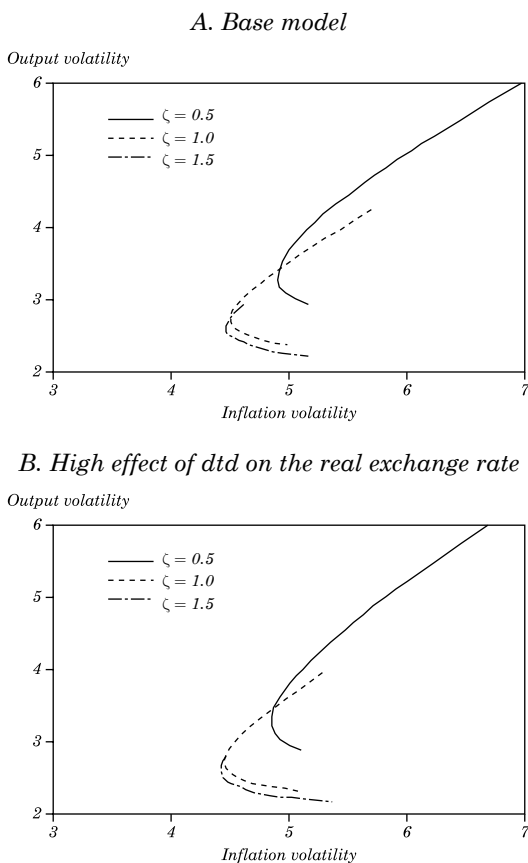 A. Base model
Output volatility
6
ζ = 0.5
ζ = 1.0
ζ = 1.5
5
4
3
2
3 4 5 6 7
Inflation volatility
B. High effect of dtd on the real exchange rate
Output volatility
6
ζ = 0.5
ζ = 1.0
ζ = 1.5
5
4
3
2
3 4 5 6 7
Inflation volatility